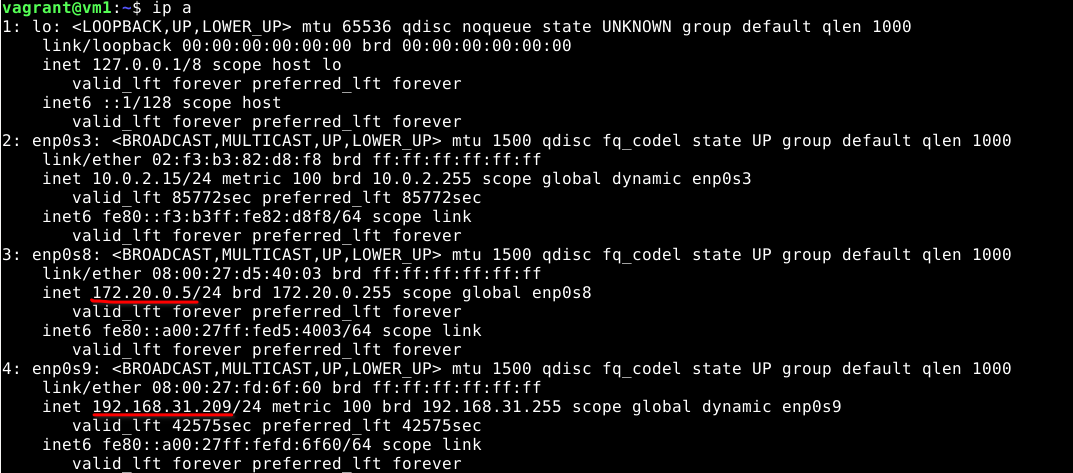 vagrant@vm1:~$ ip a
1: lo: <LOOPBACK,UP,LOWER_UP> mtu 65536 qdisc noqueue state UNKNOWN group default qlen 1000
    link/loopback 00:00:00:00:00:00 brd 00:00:00:00:00:00
    inet 127.0.0.1/8 scope host lo
       valid_lft forever preferred_lft forever
    inet6 ::1/128 scope host
       valid_lft forever preferred_lft forever
2: enp0s3: <BROADCAST,MULTICAST,UP,LOWER_UP> mtu 1500 qdisc fq_codel state UP group default qlen 1000
    link/ether 02:f3:b3:82:d8:f8 brd ff:ff:ff:ff:ff:ff
    inet 10.0.2.15/24 metric 100 brd 10.0.2.255 scope global dynamic enp0s3
       valid_lft 85772sec preferred_lft 85772sec
    inet6 fe80::f3:b3ff:fe82:d8f8/64 scope link
       valid_lft forever preferred_lft forever
3: enp0s8: <BROADCAST,MULTICAST,UP,LOWER_UP> mtu 1500 qdisc fq_codel state UP group default qlen 1000
    link/ether 08:00:27:d5:40:03 brd ff:ff:ff:ff:ff:ff
    inet 172.20.0.5/24 brd 172.20.0.255 scope global enp0s8
       valid_lft forever preferred_lft forever
    inet6 fe80::a00:27ff:fed5:4003/64 scope link
       valid_lft forever preferred_lft forever
4: enp0s9: <BROADCAST,MULTICAST,UP,LOWER_UP> mtu 1500 qdisc fq_codel state UP group default qlen 1000
    link/ether 08:00:27:fd:6f:60 brd ff:ff:ff:ff:ff:ff
    inet 192.168.31.209/24 metric 100 brd 192.168.31.255 scope global dynamic enp0s9
       valid_lft 42575sec preferred_lft 42575sec
    inet6 fe80::a00:27ff:fefd:6f60/64 scope link
       valid_lft forever preferred_lft forever